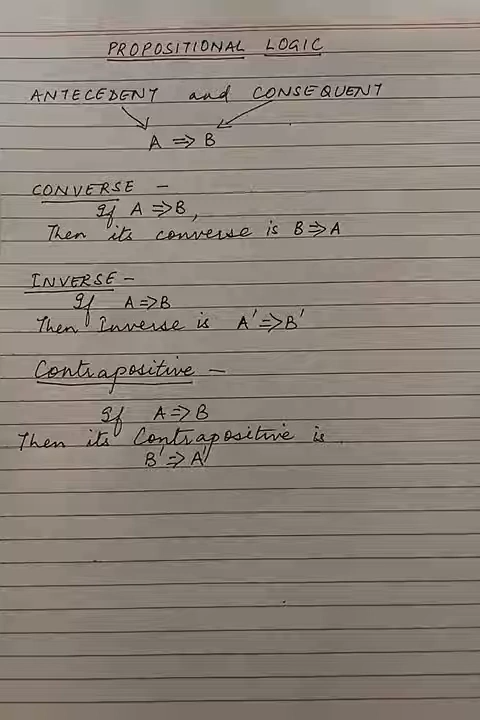 PROPOSITIONAL LOGIC
ANTECEDENT and CONSEQUENT
A ⇒ B
CONVERSE -
If A ⇒ B,
Then its converse is B ⇒ A
INVERSE -
If A ⇒ B
Then Inverse is A' ⇒ B'
Contrapositive -
If A ⇒ B
Then its Contrapositive is
B' ⇒ A'